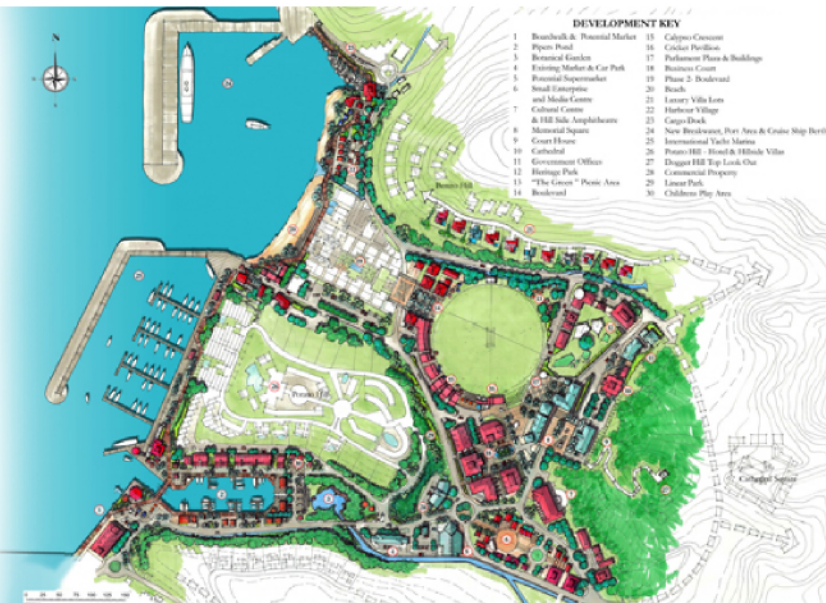 N
DEVELOPMENT KEY
1 Boardwalk & Potential Market
2 Pipers Pond
3 Botanical Garden
4 Existing Market & Car Park
5 Potential Supermarket
6 Small Enterprise
and Media Centre
7 Cultural Centre
& Hill Side Amphitheatre
8 Memorial Square
9 Court House
10 Cathedral
11 Government Offices
12 Heritage Park
13 "The Green" Picnic Area
14 Boulevard
15 Calypso Crescent
16 Cricket Pavillion
17 Parliament Plaza & Buildings
18 Business Court
19 Phase 2- Boulevard
20 Beach
21 Luxury Villa Lots
22 Harbour Village
23 Cargo Dock
24 New Breakwater, Port Area & Cruise Ship Berth
25 International Yacht Marina
26 Potato Hill - Hotel & Hillside Villas
27 Dogget Hill Top Look Out
28 Commercial Property
29 Linear Park
30 Childrens Play Area
Potato Hill
Cathedral Square